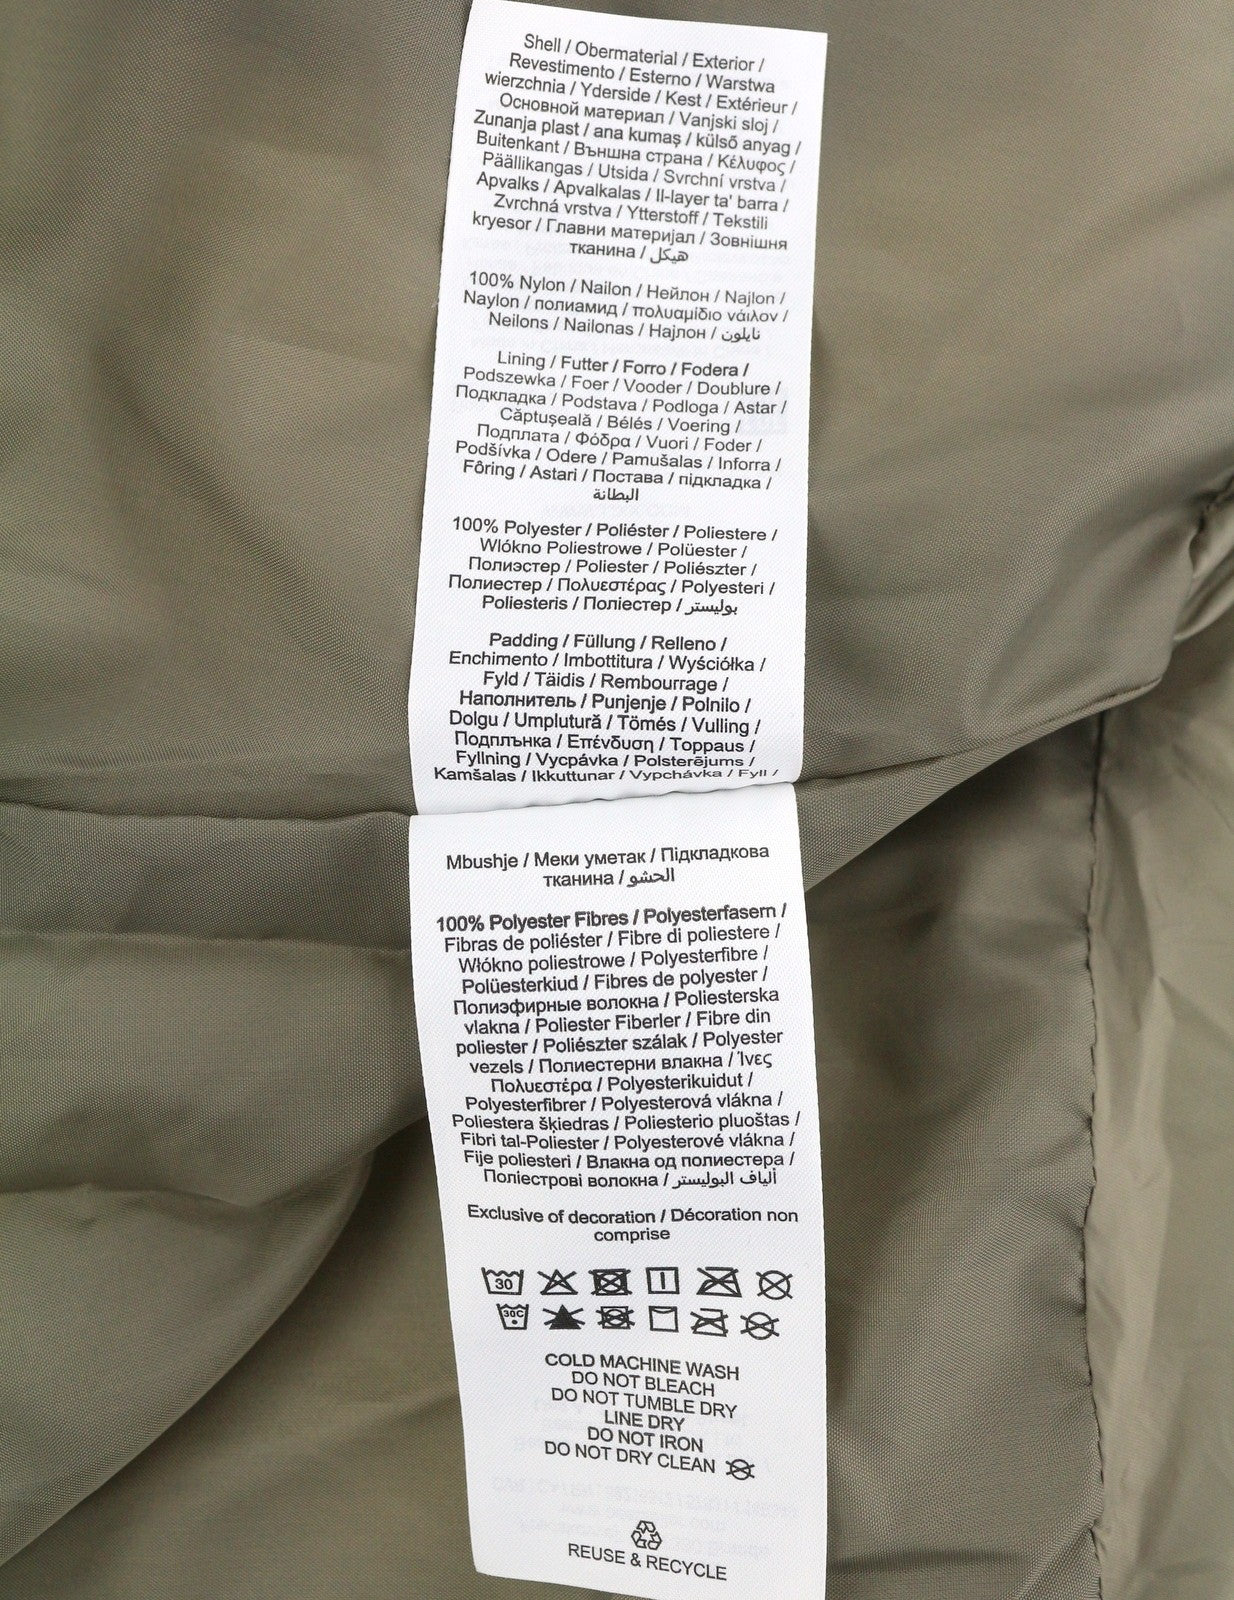 Shell / Obermaterial / Exterior /
Revestimento / Esterno / Warstwa
wierzchnia / Yderside / Kest / Extérieur /
Основной материал / Vanjski sloj /
Zunanja plast / ana kumaş / külső anyag /
Buitenkant / Външна страна / Κέλυφος /
Päällikangas / Utsida / Svrchní vrstva /
Apvalks / Apvalkalas / Il-layer ta' barra /
Zvrchná vrstva / Ytterstoff / Tekstili
kryesor / Главни материјал / Зовнішня
тканина / هيكل
100% Nylon / Nailon / Нейлон / Najlon /
Naylon / полиамид / πολυαμίδιο νάιλον /
Neilons / Nailonas / Најлон / نايلون
Lining / Futter / Forro / Fodera /
Podszewka / Foer / Vooder / Doublure /
Подкладка / Podstava / Podloga / Astar /
Căptușeală / Bélés / Voering /
Подплата / Φόδρα / Vuori / Foder /
Podšívka / Odere / Pamušalas / Inforra /
Fôring / Astari / Постава / підкладка /
البطانة
100% Polyester / Poliéster / Poliestere /
Wlókno Poliestrowe / Polüester /
Полиэстер / Poliester / Poliészter /
Полиестер / Πολυεστέρας / Polyesteri /
Poliesteris / Поліестер / بوليستر
Padding / Füllung / Relleno /
Enchimento / Imbottitura / Wyściółka /
Fyld / Täidis / Rembourrage /
Наполнитель / Punjenje / Polnilo /
Dolgu / Umplutură / Tömés / Vulling /
Подплънка / Επένδυση / Toppaus /
Fyllning / Vycpávka / Polsterējums /
Kamšalas / Ikkuttunar / Vypchávka / Fyll /
Mbushje / Меки уметак / Підкладкова
тканина / الحشو
100% Polyester Fibres / Polyesterfasern /
Fibras de poliéster / Fibre di poliestere /
Włókno poliestrowe / Polyesterfibre /
Polüesterkiud / Fibres de polyester /
Полиэфирные волокна / Poliesterska
vlakna / Poliester Fiberler / Fibre din
poliester / Poliészter szálak / Polyester
vezels / Полиестерни влакна / Ίνες
Πολυεστέρα / Polyesterikuidut /
Polyesterfibrer / Polyesterová vlákna /
Poliestera šķiedras / Poliesterio pluoštas /
Fibri tal-Poliester / Polyesterové vlákna /
Fije poliesteri / Влакна од полиестера /
Поліестрові волокна / ألياف البوليستر
Exclusive of decoration / Décoration non
comprise
30
30C
COLD MACHINE WASH
DO NOT BLEACH
DO NOT TUMBLE DRY
LINE DRY
DO NOT IRON
DO NOT DRY CLEAN
REUSE & RECYCLE